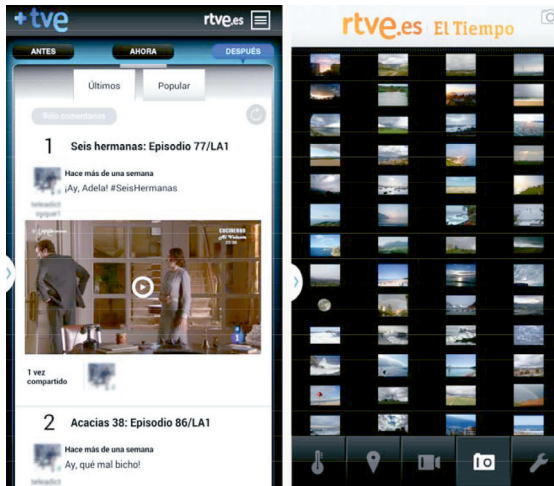 +tve
rtve.es
ANTES
AHORA
DESPUÉS
Últimos
Popular
Solo comentarios
1 Seis hermanas: Episodio 77/LA1
Hace más de una semana
¡Ay, Adela! #SeisHermanas
teleadict
1 vez
compartido
2 Acacias 38: Episodio 86/LA1
Hace más de una semana
Ay, qué mal bicho!
teleadict
rtve.es El Tiempo